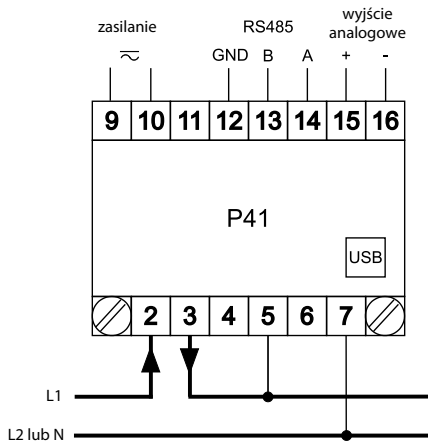 zasilanie RS485 wyjście
analogowe
GND B A + -
9 10 11 12 13 14 15 16
P41
USB
2 3 4 5 6 7
L1
L2 lub N